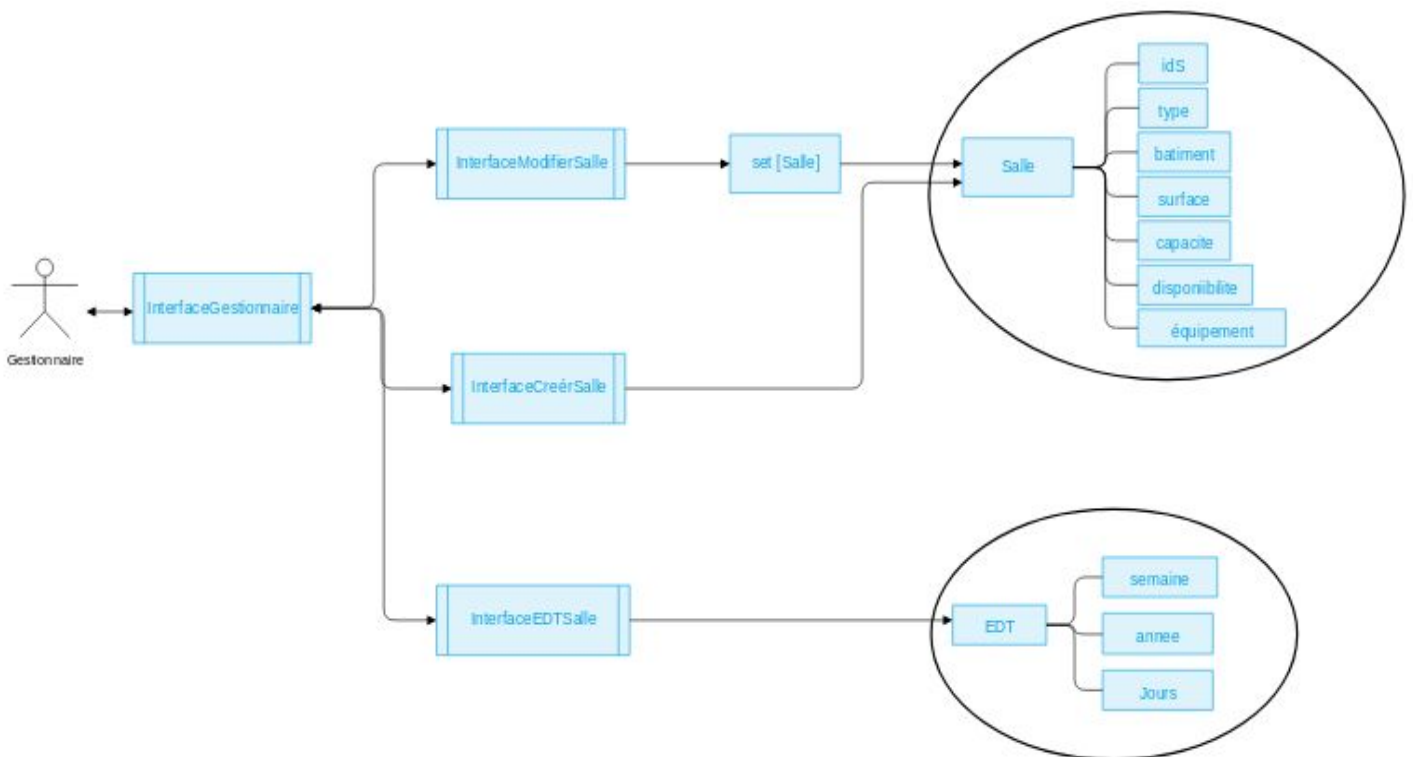 idS
type
InterfaceModifierSalle
set [Salle]
Salle
batiment
surface
capacite
disponiibilite
équipement
InterfaceGestionnaire
Gestionnaire
InterfaceCreérSalle
InterfaceEDTSalle
EDT
semaine
annee
Jours